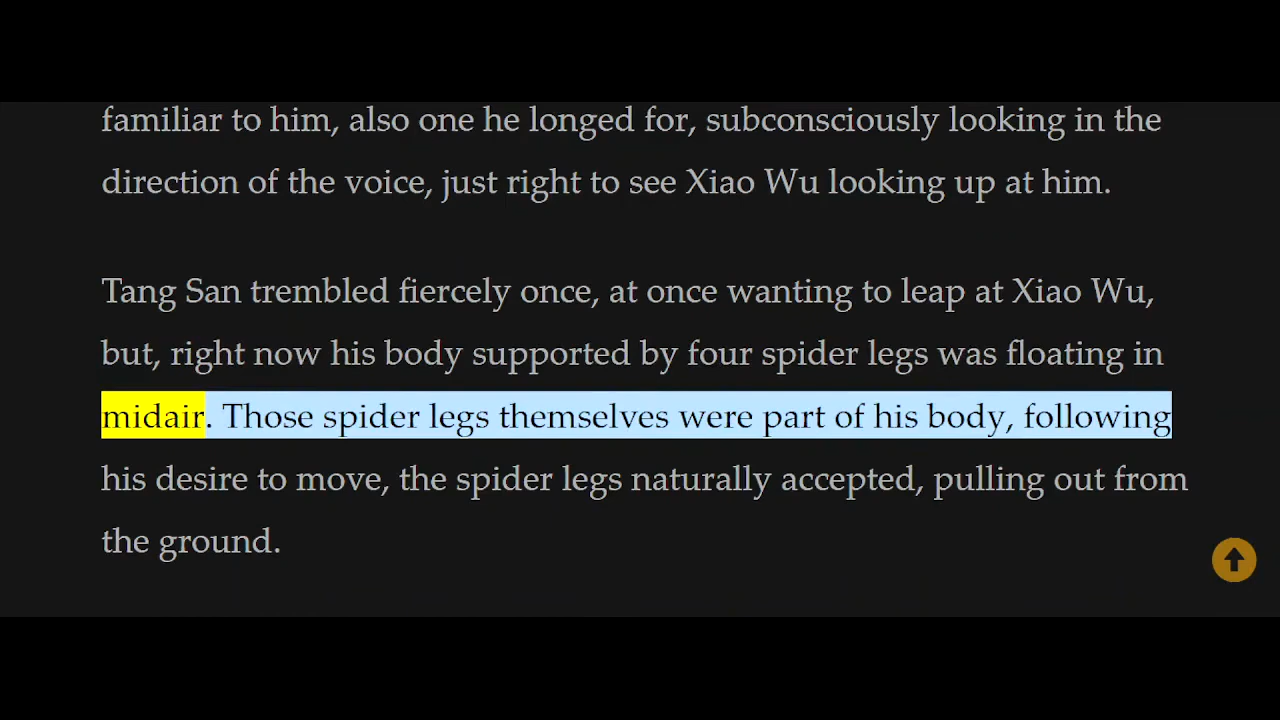 familiar to him, also one he longed for, subconsciously looking in the
direction of the voice, just right to see Xiao Wu looking up at him.
Tang San trembled fiercely once, at once wanting to leap at Xiao Wu,
but, right now his body supported by four spider legs was floating in
midair. Those spider legs themselves were part of his body, following
his desire to move, the spider legs naturally accepted, pulling out from
the ground.